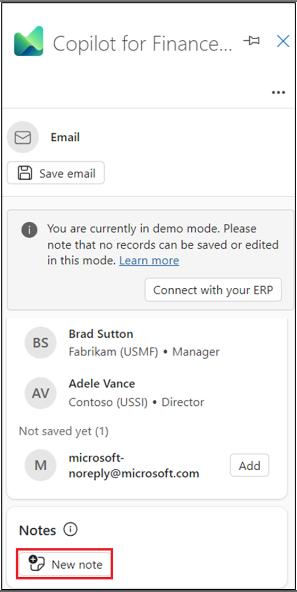 Copilot for Finance...
Email
Save email
You are currently in demo mode. Please
note that no records can be saved or edited
in this mode. Learn more
Connect with your ERP
BS
Brad Sutton
Fabrikam (USMF) • Manager
AV
Adele Vance
Contoso (USSI) • Director
Not saved yet (1)
M
microsoft-
noreply@microsoft.com
Add
Notes
New note